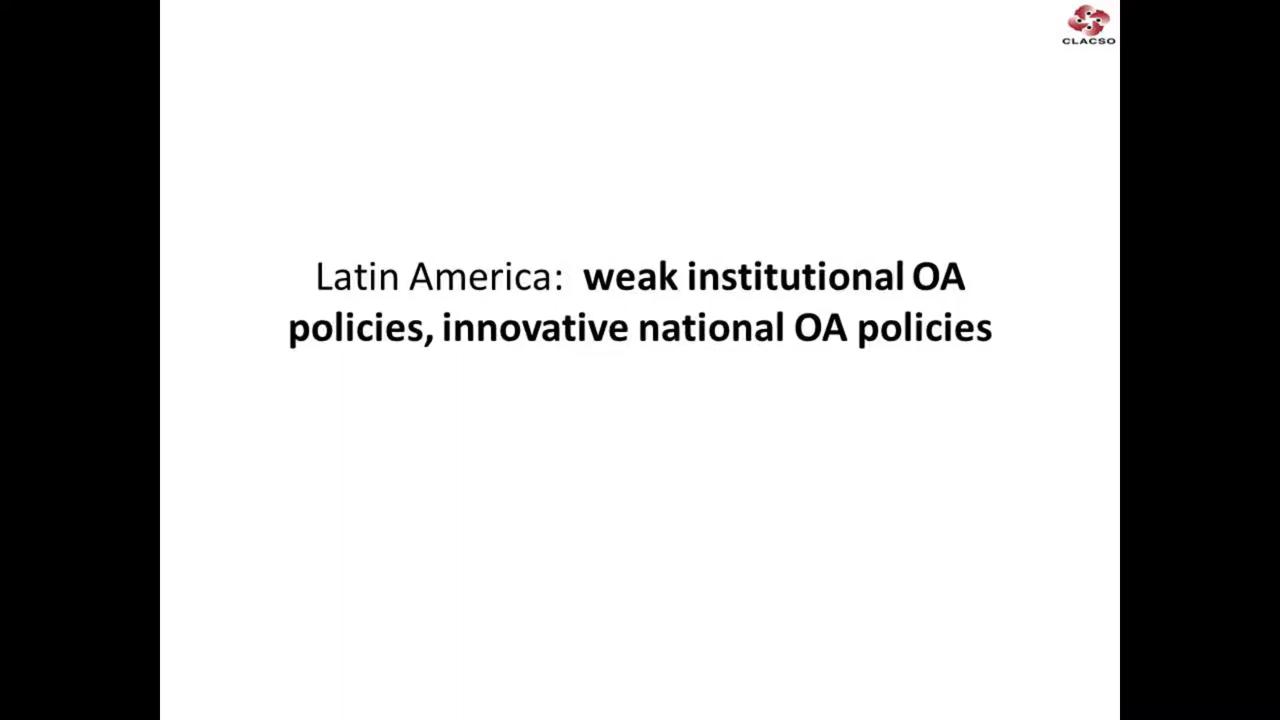 CLACSO
Latin America: weak institutional OA
policies, innovative national OA policies